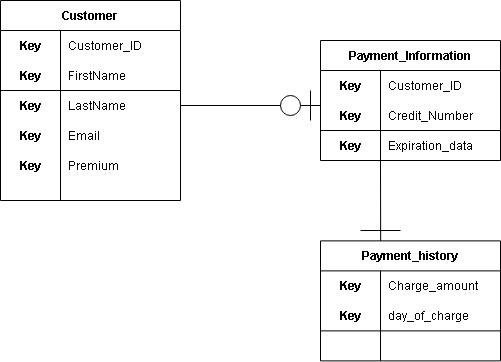 Customer
Key Customer_ID
Key FirstName
Key LastName
Key Email
Key Premium
Payment_Information
Key Customer_ID
Key Credit_Number
Key Expiration_data
Payment_history
Key Charge_amount
Key day_of_charge